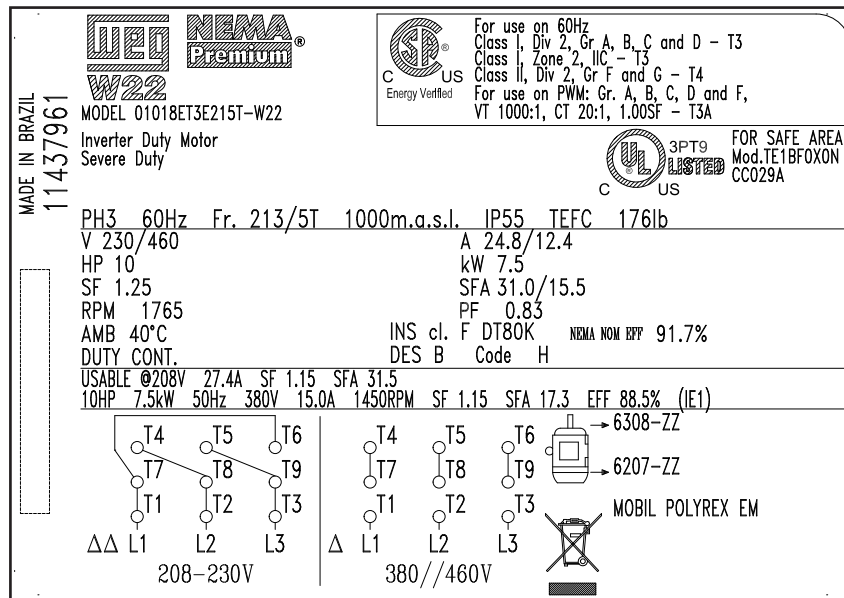 WEG
W22
NEMA
Premium ®
CSA ®
C US
Energy Verified
For use on 60Hz
Class I, Div 2, Gr A, B, C and D - T3
Class I, Zone 2, IIC - T3
Class II, Div 2, Gr F and G - T4
For use on PWM: Gr. A, B, C, D and F,
VT 1000:1, CT 20:1, 1.00SF - T3A
MADE IN BRAZIL
11437961
MODEL 01018ET3E215T-W22
Inverter Duty Motor
Severe Duty
C UL ® US
3PT9
LISTED
FOR SAFE AREA
Mod.TE1BFOXON
CC029A
PH3 60Hz Fr. 213/5T 1000m.a.s.l. IP55 TEFC 176lb
V 230/460 A 24.8/12.4
HP 10 kW 7.5
SF 1.25 SFA 31.0/15.5
RPM 1765 PF 0.83
AMB 40°C INS cl. F DT80K NEMA NOM EFF 91.7%
DUTY CONT. DES B Code H
USABLE @208V 27.4A SF 1.15 SFA 31.5
10HP 7.5kW 50Hz 380V 15.0A 1450RPM SF 1.15 SFA 17.3 EFF 88.5% (IE1)
T4 T5 T6
T7 T8 T9
T1 T2 T3
ΔΔ L1 L2 L3
208-230V
T4 T5 T6
T7 T8 T9
T1 T2 T3
Δ L1 L2 L3
380//460V
6308-ZZ
6207-ZZ
MOBIL POLYREX EM